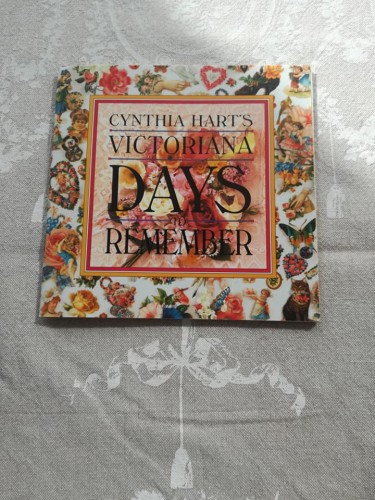 CYNTHIA HART'S
VICTORIANA
DAYS
TO
REMEMBER